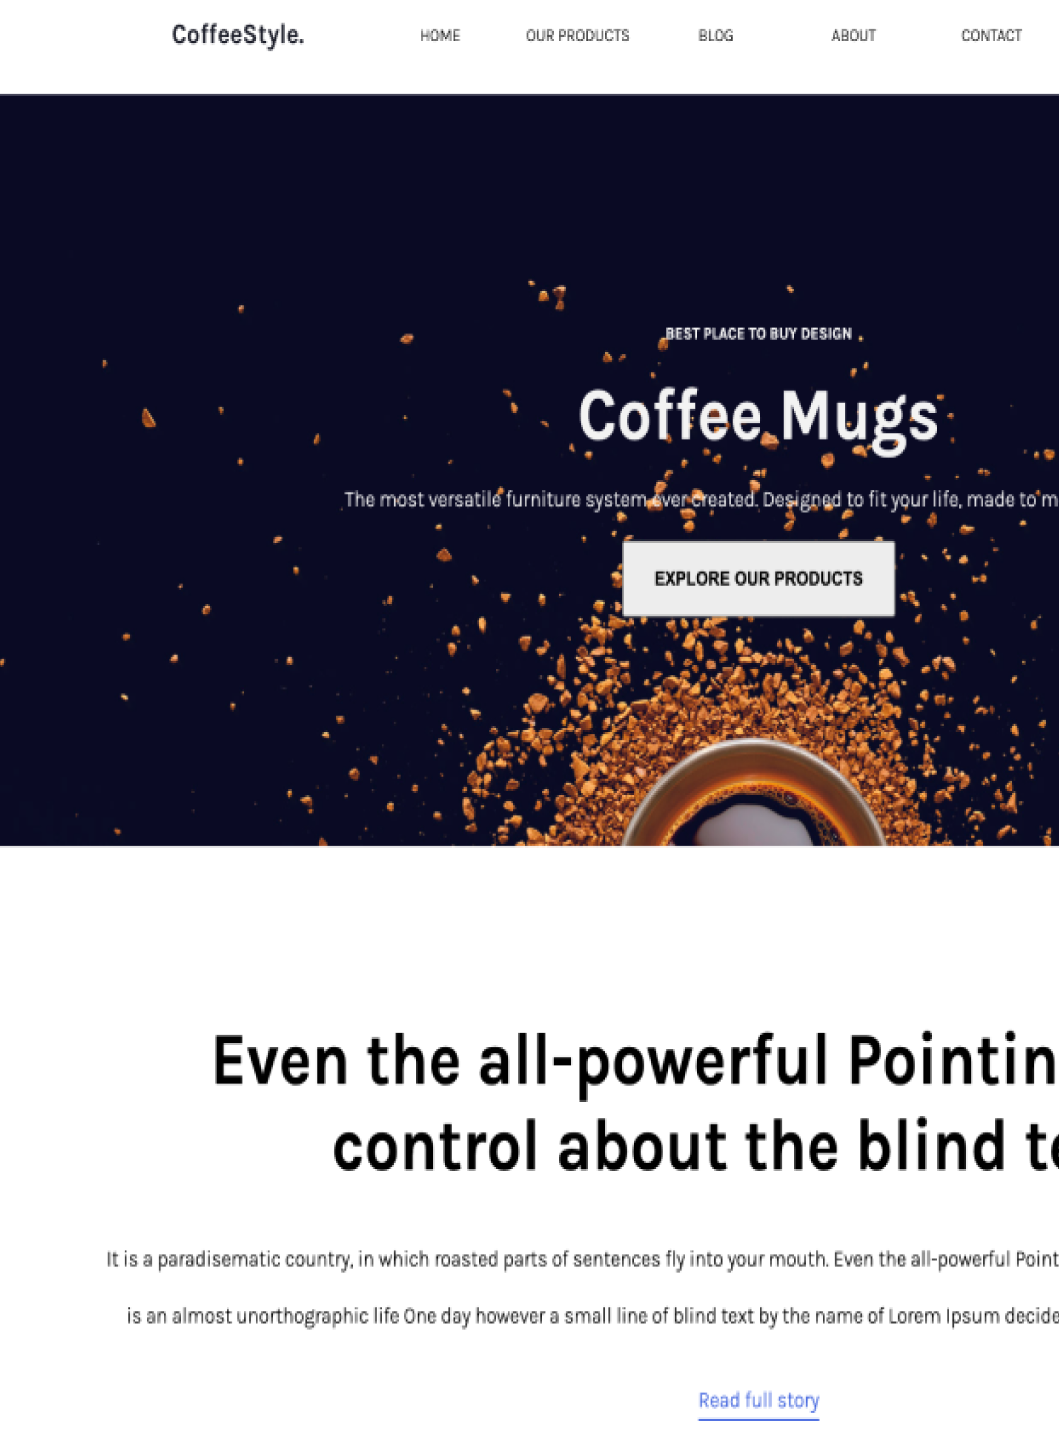 CoffeeStyle.
HOME OUR PRODUCTS BLOG ABOUT CONTACT
BEST PLACE TO BUY DESIGN
Coffee Mugs
The most versatile furniture system ever created. Designed to fit your life, made to m
EXPLORE OUR PRODUCTS
Even the all-powerful Pointin
control about the blind te
It is a paradisematic country, in which roasted parts of sentences fly into your mouth. Even the all-powerful Point
is an almost unorthographic life One day however a small line of blind text by the name of Lorem Ipsum decide
Read full story